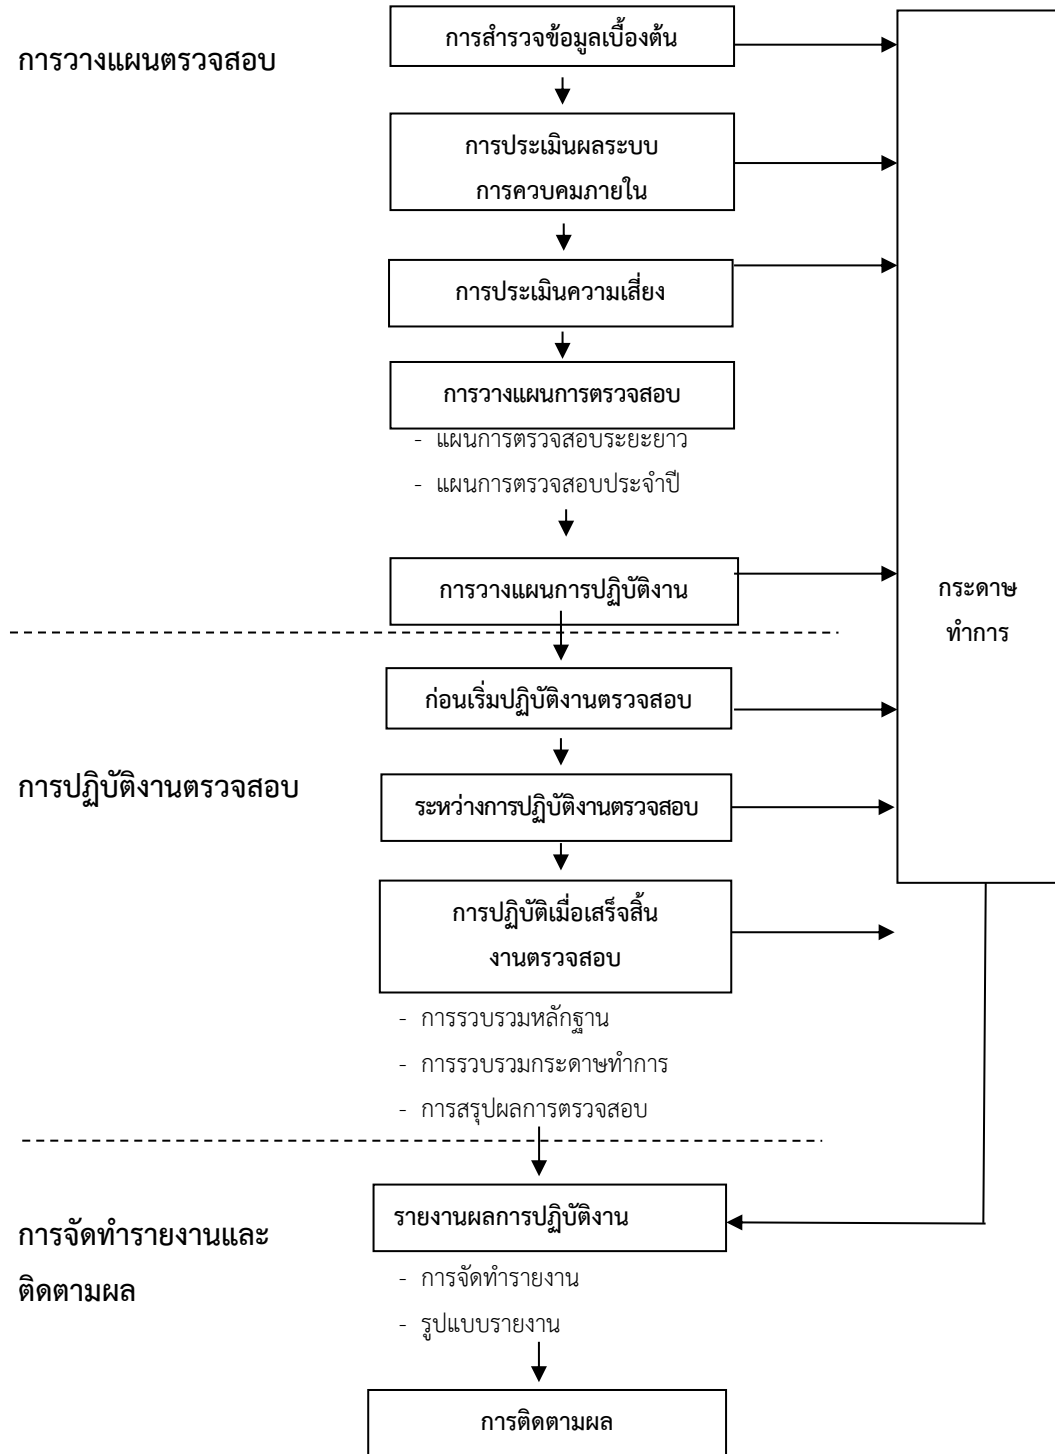 การวางแผนตรวจสอบ
การสำรวจข้อมูลเบื้องต้น
การประเมินผลระบบ
การควบคมภายใน
การประเมินความเสี่ยง
การวางแผนการตรวจสอบ
- แผนการตรวจสอบระยะยาว
- แผนการตรวจสอบประจำปี
การวางแผนการปฏิบัติงาน
กระดาษ
ทำการ
ก่อนเริ่มปฏิบัติงานตรวจสอบ
การปฏิบัติงานตรวจสอบ
ระหว่างการปฏิบัติงานตรวจสอบ
การปฏิบัติเมื่อเสร็จสิ้น
งานตรวจสอบ
- การรวบรวมหลักฐาน
- การรวบรวมกระดาษทำการ
- การสรุปผลการตรวจสอบ
การจัดทำรายงานและ
ติดตามผล
รายงานผลการปฏิบัติงาน
- การจัดทำรายงาน
- รูปแบบรายงาน
การติดตามผล